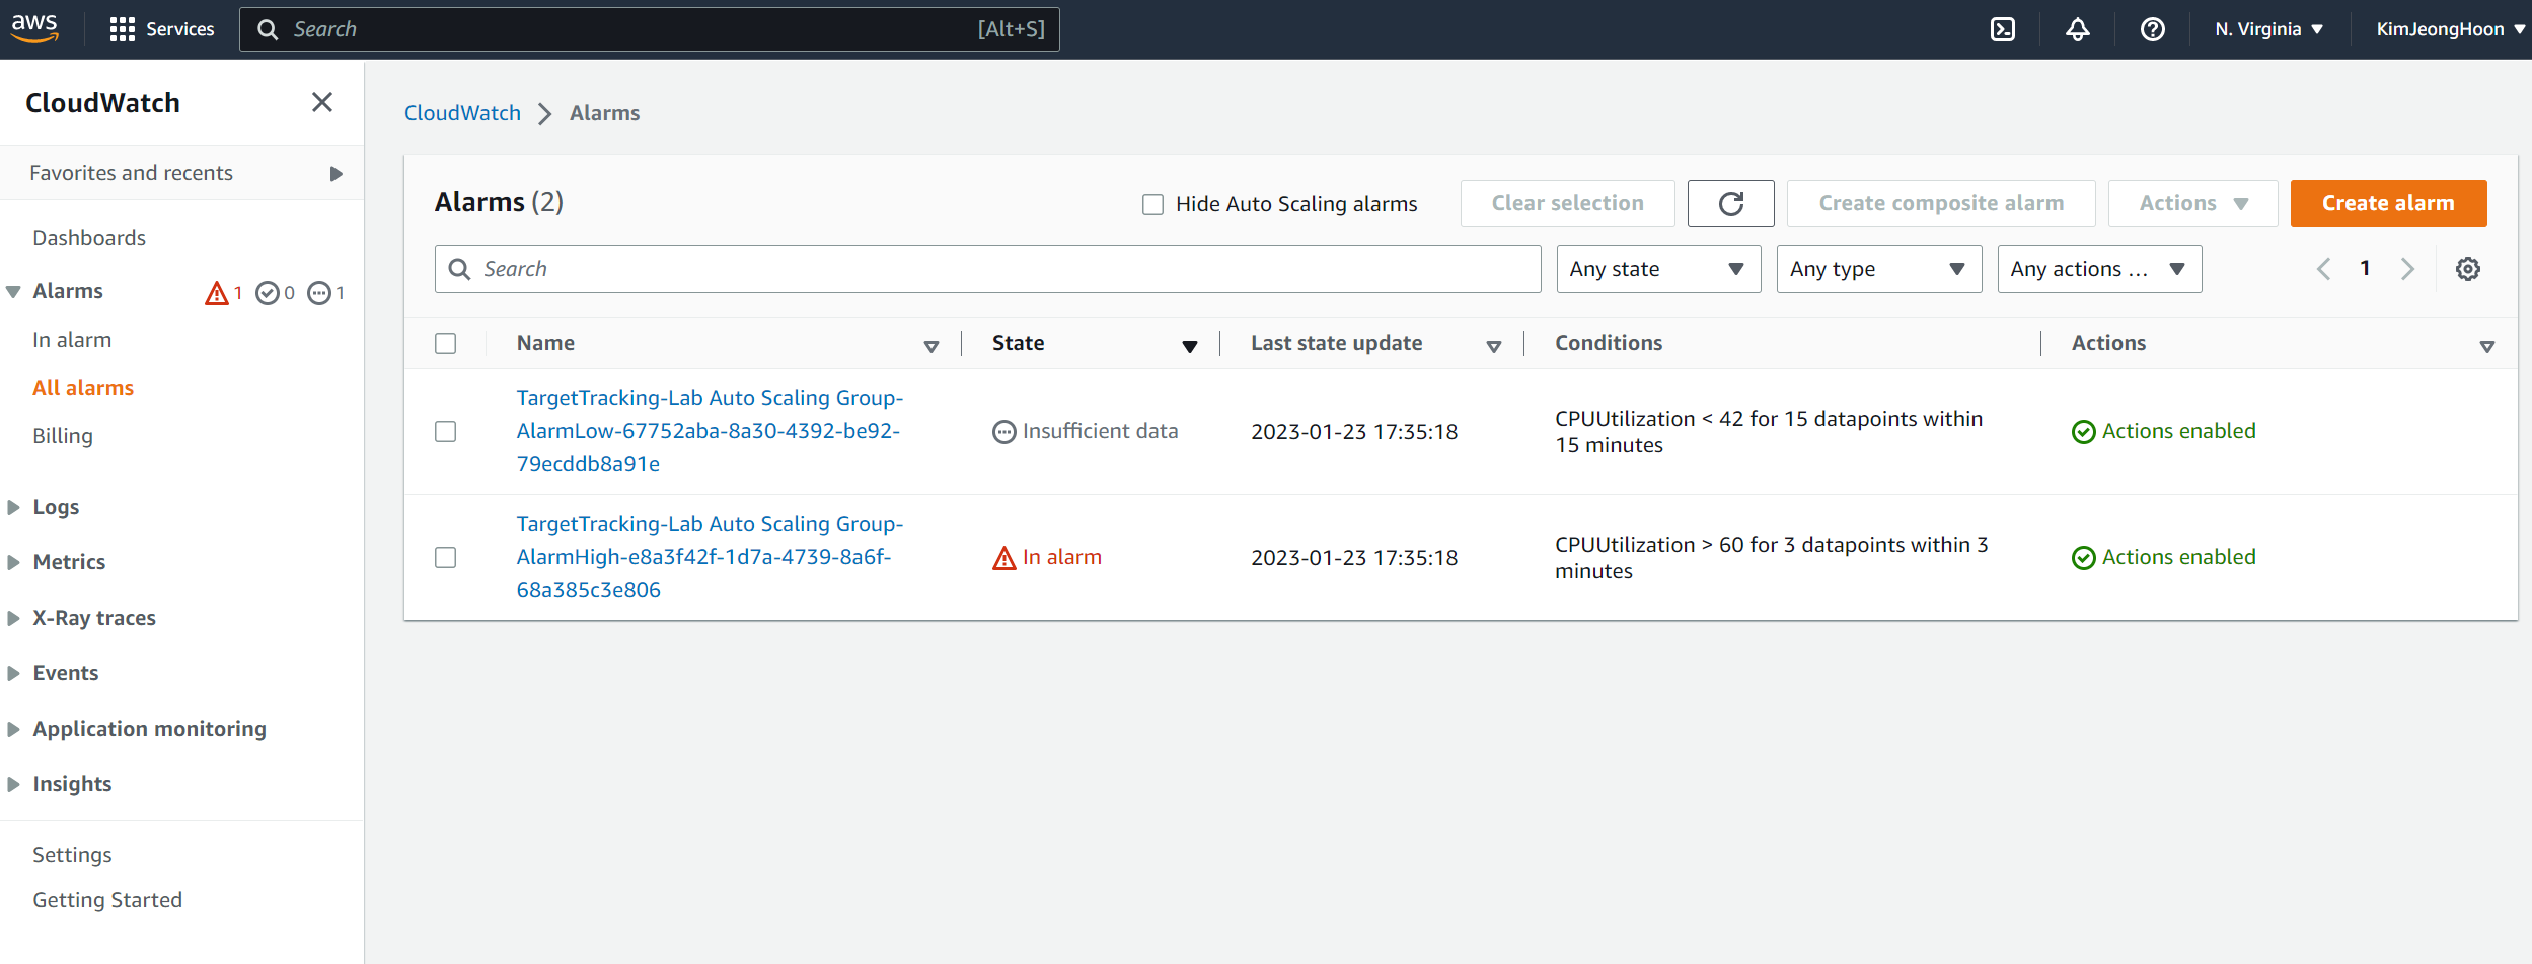 aws
Services
Search
[Alt+S]
N. Virginia
KimJeongHoon
CloudWatch
Favorites and recents
Dashboards
Alarms
1
0
1
In alarm
All alarms
Billing
Logs
Metrics
X-Ray traces
Events
Application monitoring
Insights
Settings
Getting Started
CloudWatch
Alarms
Alarms (2)
Hide Auto Scaling alarms
Clear selection
Create composite alarm
Actions
Create alarm
Search
Any state
Any type
Any actions ...
1
Name
State
Last state update
Conditions
Actions
TargetTracking-Lab Auto Scaling Group-
AlarmLow-67752aba-8a30-4392-be92-
79ecddb8a91e
Insufficient data
2023-01-23 17:35:18
CPUUtilization < 42 for 15 datapoints within
15 minutes
Actions enabled
TargetTracking-Lab Auto Scaling Group-
AlarmHigh-e8a3f42f-1d7a-4739-8a6f-
68a385c3e806
In alarm
2023-01-23 17:35:18
CPUUtilization > 60 for 3 datapoints within 3
minutes
Actions enabled